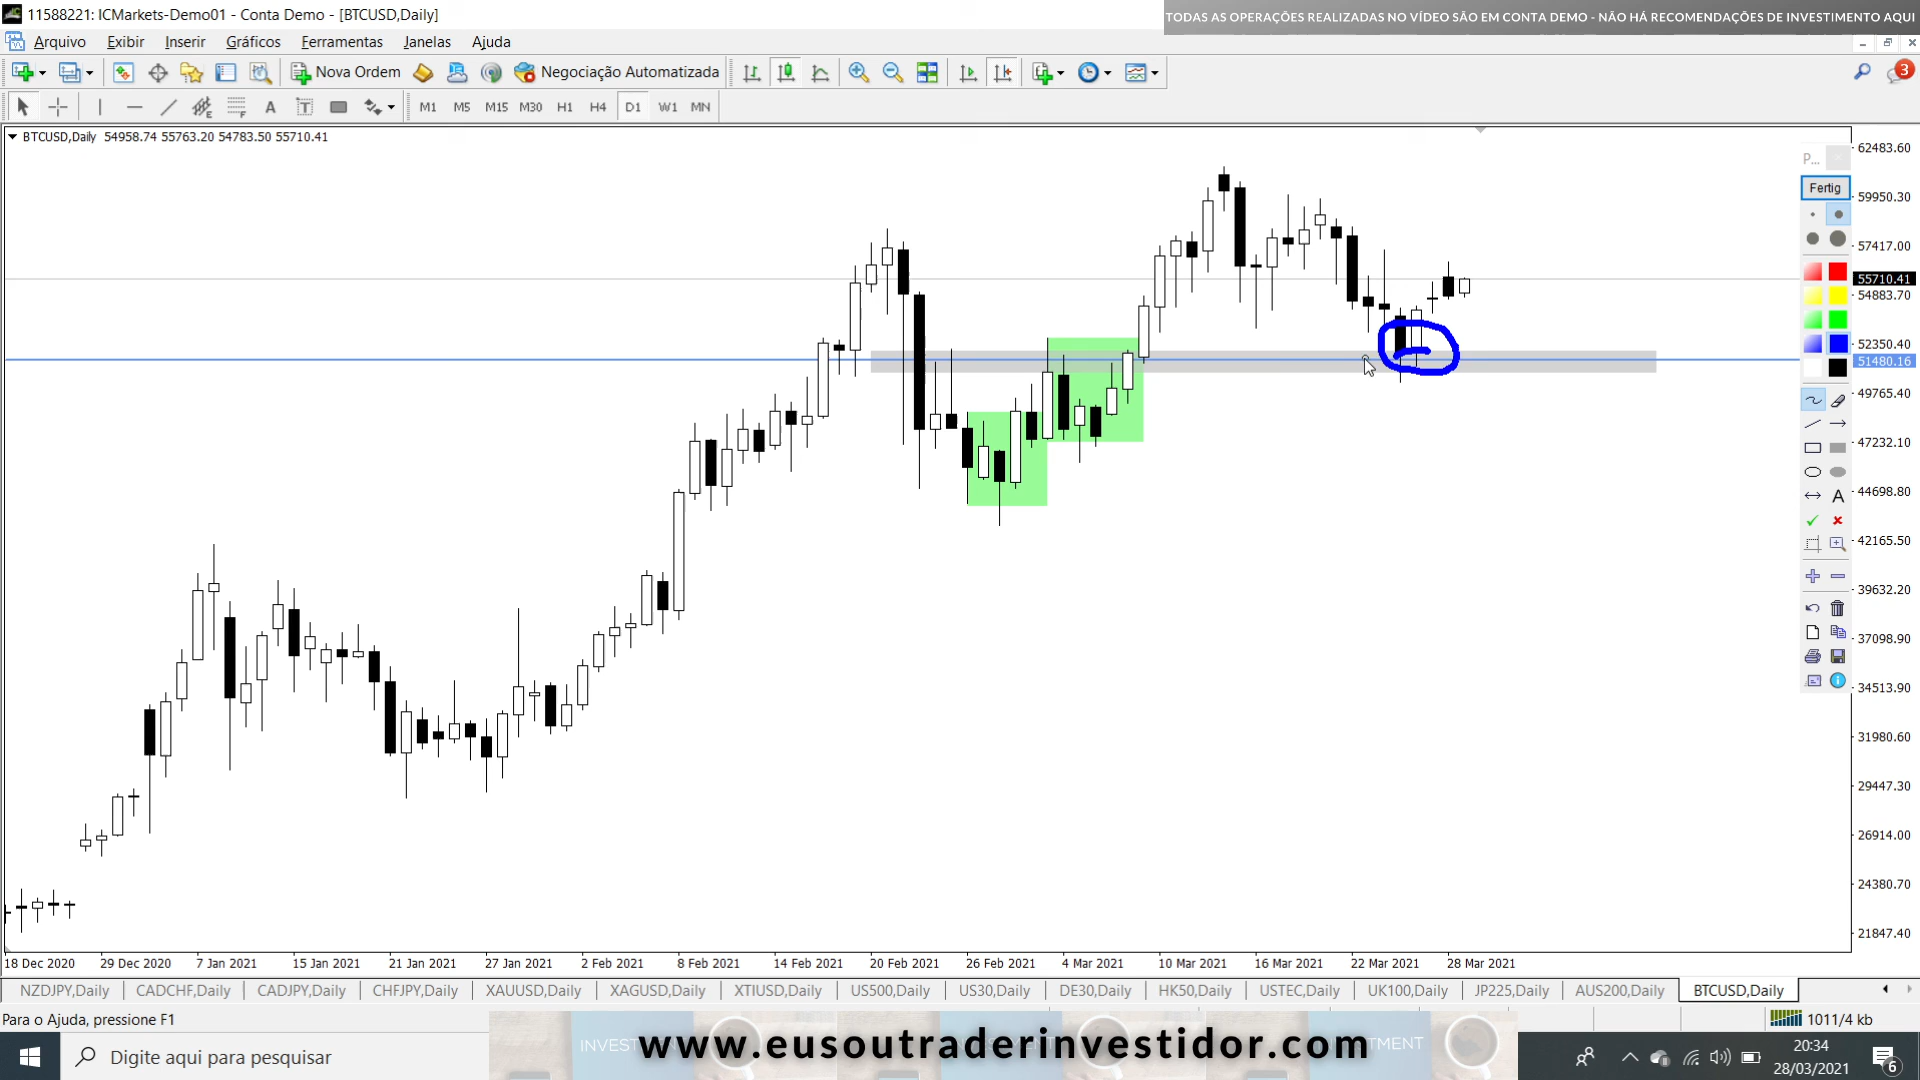 11588221: ICMarkets-Demo01 - Conta Demo - [BTCUSD,Daily]
TODAS AS OPERAÇÕES REALIZADAS NO VÍDEO SÃO EM CONTA DEMO - NÃO HÁ RECOMENDAÇÕES DE INVESTIMENTO AQUI
Arquivo Exibir Inserir Gráficos Ferramentas Janelas Ajuda
Nova Ordem Negociação Automatizada 3
A T M1 M5 M15 M30 H1 H4 D1 W1 MN
BTCUSD,Daily 54958.74 55763.20 54783.50 55710.41
P...
Fertig
A
62483.60
59950.30
57417.00
55710.41
54883.70
52350.40
51480.16
49765.40
47232.10
44698.80
42165.50
39632.20
37098.90
34513.90
31980.60
29447.30
26914.00
24380.70
21847.40
18 Dec 2020 29 Dec 2020 7 Jan 2021 15 Jan 2021 21 Jan 2021 27 Jan 2021 2 Feb 2021 8 Feb 2021 14 Feb 2021 20 Feb 2021 26 Feb 2021 4 Mar 2021 10 Mar 2021 16 Mar 2021 22 Mar 2021 28 Mar 2021
NZDJPY,Daily CADCHF,Daily CADJPY,Daily CHFJPY,Daily XAUUSD,Daily XAGUSD,Daily XTIUSD,Daily US500,Daily US30,Daily DE30,Daily HK50,Daily USTEC,Daily UK100,Daily JP225,Daily AUS200,Daily BTCUSD,Daily
Para o Ajuda, pressione F1
1011/4 kb
Digite aqui para pesquisar
www.eusoutraderinvestidor.com
20:34
28/03/2021
6